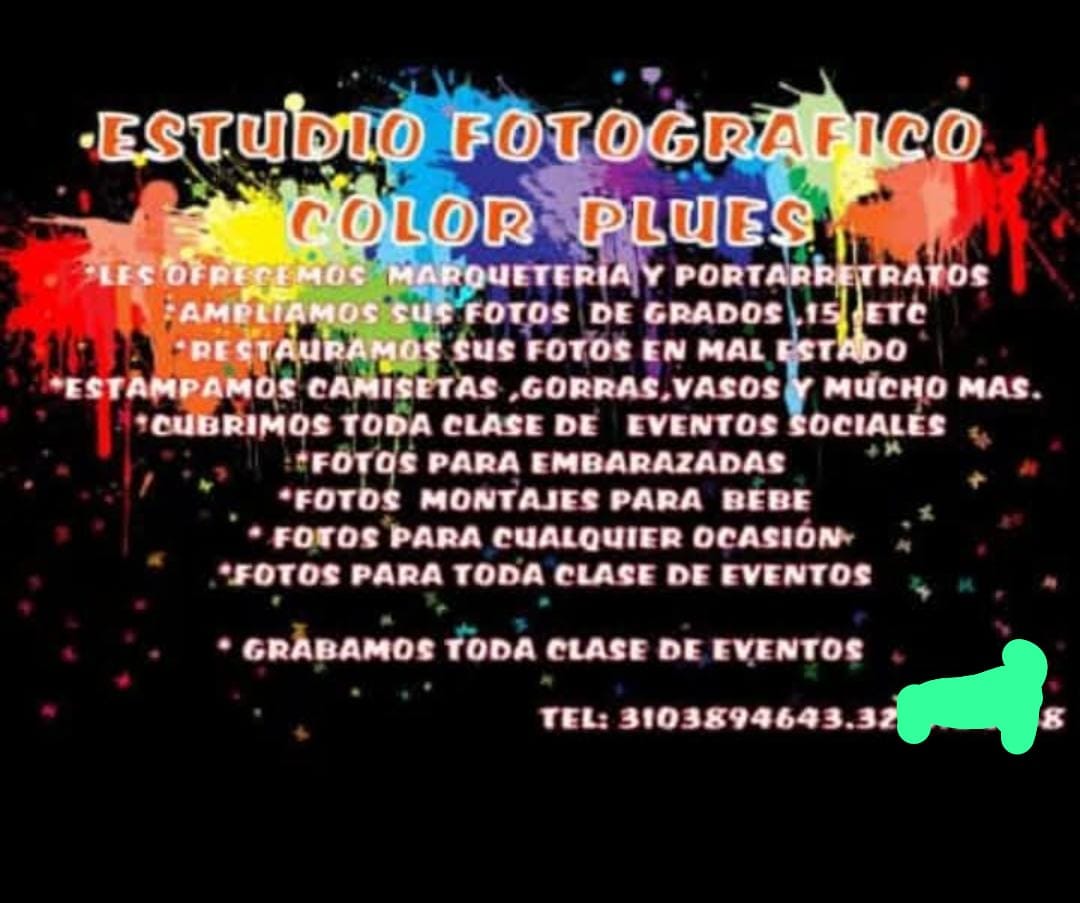 ESTUDIO FOTOGRAFICO
COLOR PLUES
*LES OFRECEMOS MARQUETERIA Y PORTARRETRATOS
*AMPLIAMOS SUS FOTOS DE GRADOS ,15 ,ETC
*RESTAURAMOS SUS FOTOS EN MAL ESTADO
*ESTAMPAMOS CAMISETAS ,GORRAS,VASOS Y MUCHO MAS.
*CUBRIMOS TODA CLASE DE EVENTOS SOCIALES
*FOTOS PARA EMBARAZADAS
*FOTOS MONTAJES PARA BEBE
* FOTOS PARA CUALQUIER OCASIÓN
*FOTOS PARA TODA CLASE DE EVENTOS
* GRABAMOS TODA CLASE DE EVENTOS
TEL: 3103894643.